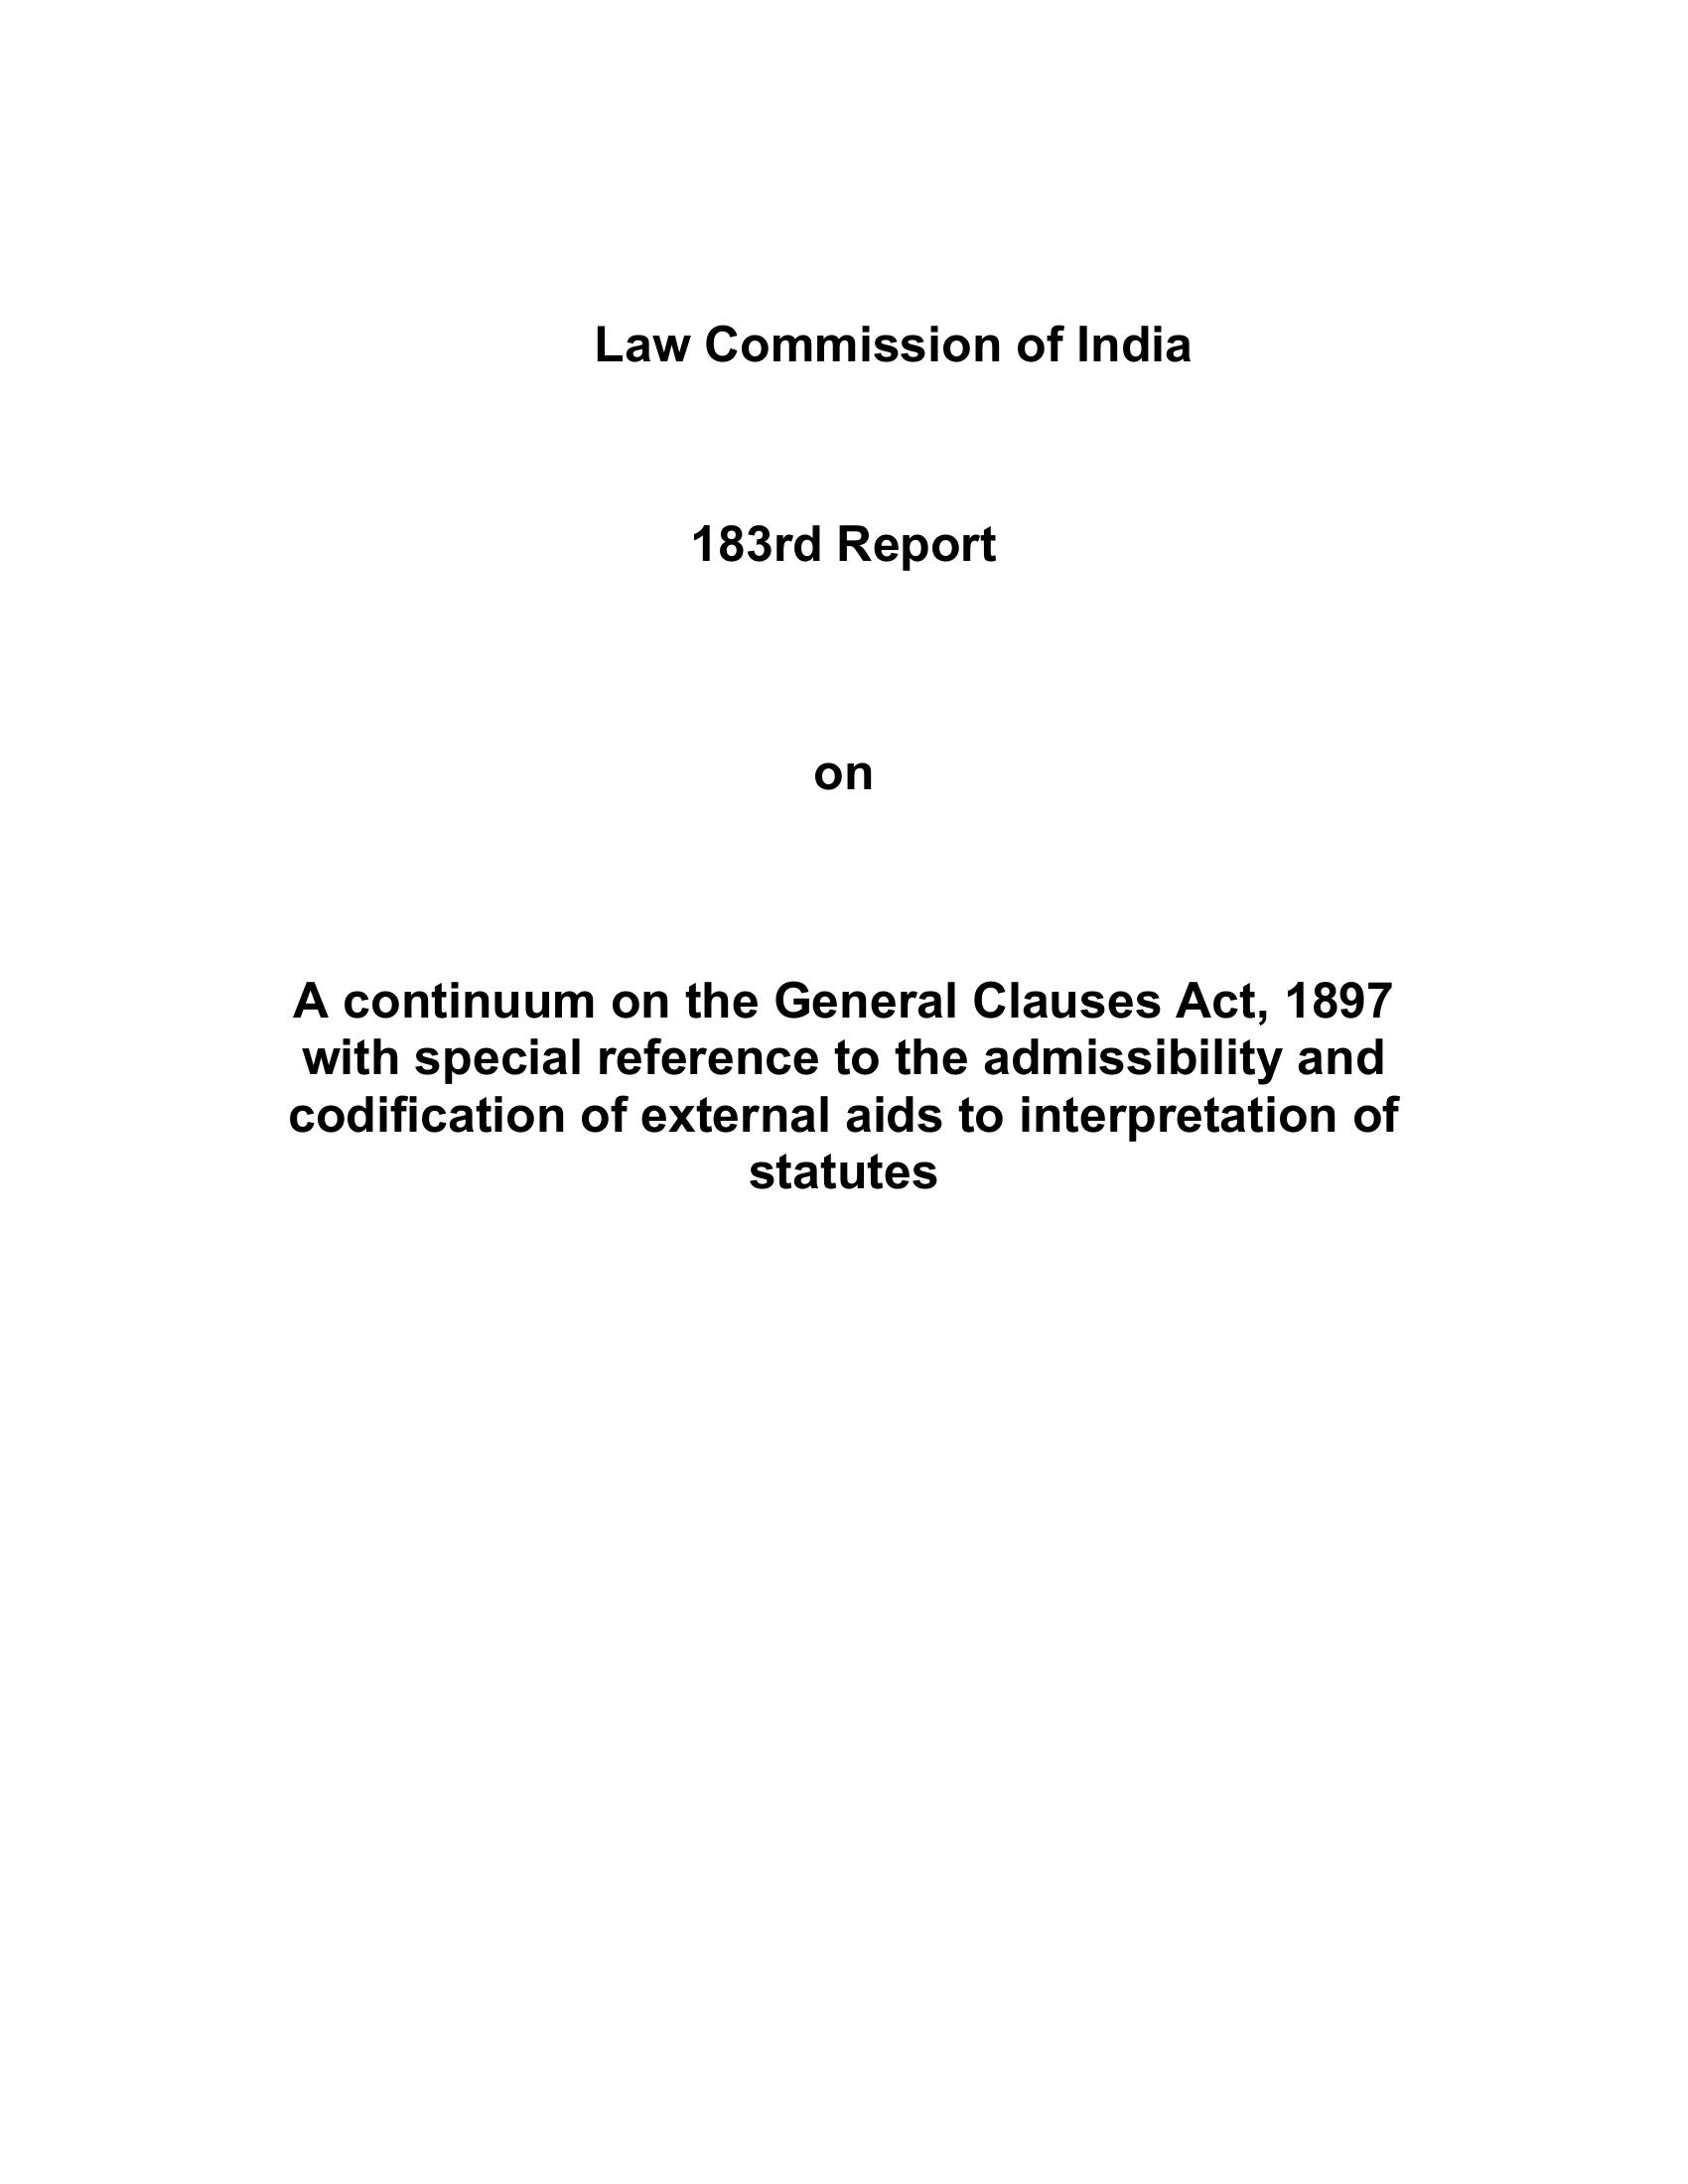 Law Commission of India
183rd Report
on
A continuum on the General Clauses Act, 1897
with special reference to the admissibility and
codification of external aids to interpretation of
statutes